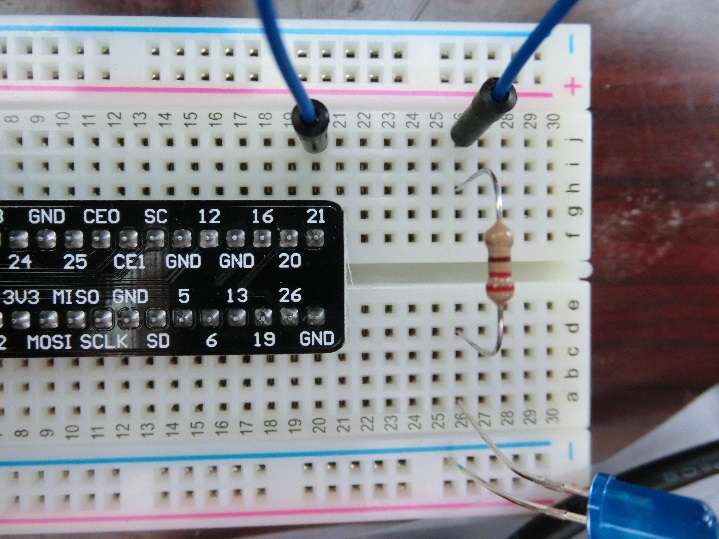 −
+
8 9 10 11 12 13 14 15 16 17 18 19 21 22 23 24 25 28 29 30
j
i
h
g
f
GND CE0 SC 12 16 21
24 25 CE1 GND GND 20
3V3 MISO GND 5 13 26
MOSI SCLK SD 6 19 GND
e
d
c
b
a
8 9 10 11 12 13 14 15 16 17 18 19 20 21 22 23 24 25 26 27 28 29 30
−
+